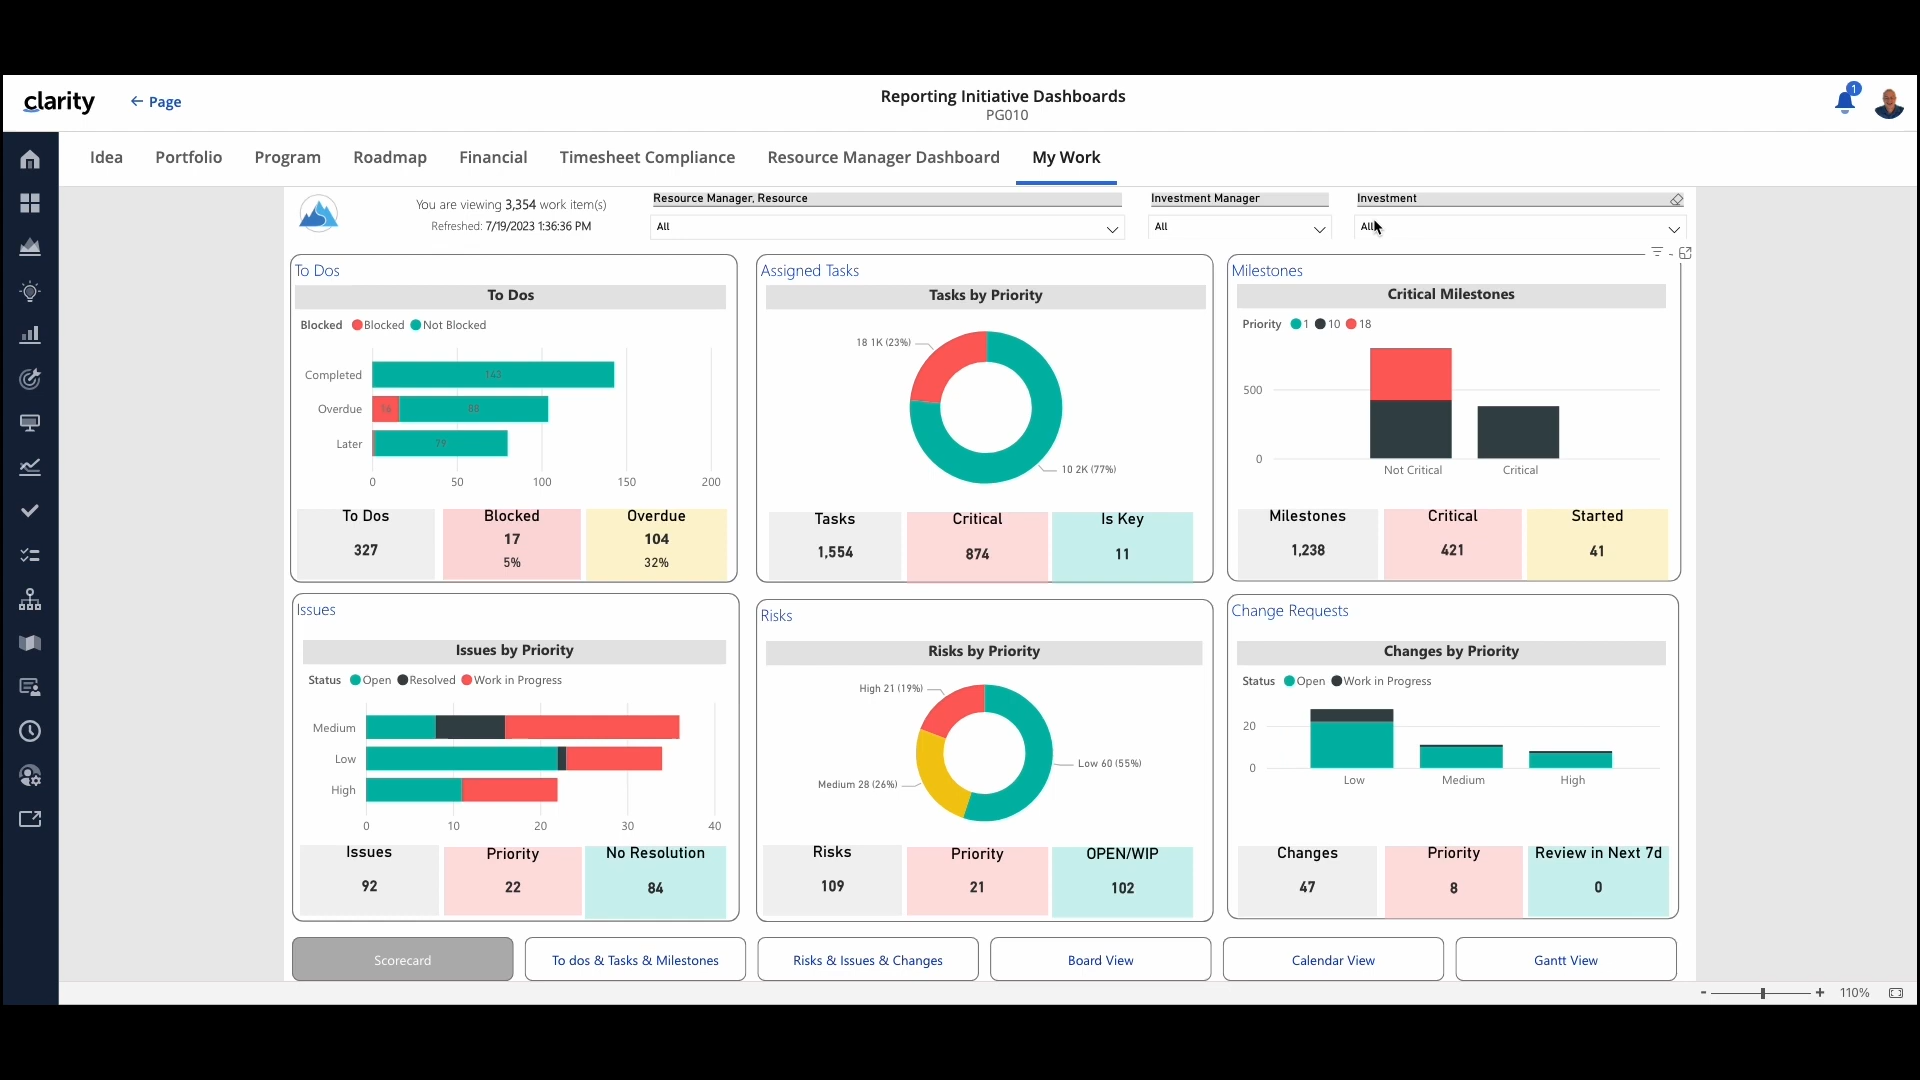 clarity
Page
Reporting Initiative Dashboards
PG010
1
Idea Portfolio Program Roadmap Financial Timesheet Compliance Resource Manager Dashboard My Work
You are viewing 3,354 work item(s)
Refreshed: 7/19/2023 1:36:36 PM
Resource Manager, Resource
All
Investment Manager
All
Investment
All
To Dos
To Dos
Blocked Blocked Not Blocked
Completed 143
Overdue 16 88
Later 79
0 50 100 150 200
To Dos Blocked Overdue
327 17 104
5% 32%
Assigned Tasks
Tasks by Priority
18 1K (23%)
10 2K (77%)
Tasks Critical Is Key
1,554 874 11
Milestones
Critical Milestones
Priority 1 10 18
500
0
Not Critical Critical
Milestones Critical Started
1,238 421 41
Issues
Issues by Priority
Status Open Resolved Work in Progress
Medium
Low
High
0 10 20 30 40
Issues Priority No Resolution
92 22 84
Risks
Risks by Priority
High 21 (19%)
Low 60 (55%)
Medium 28 (26%)
Risks Priority OPEN/WIP
109 21 102
Change Requests
Changes by Priority
Status Open Work in Progress
20
0
Low Medium High
Changes Priority Review in Next 7d
47 8 0
Scorecard To dos & Tasks & Milestones Risks & Issues & Changes Board View Calendar View Gantt View
- + 110%